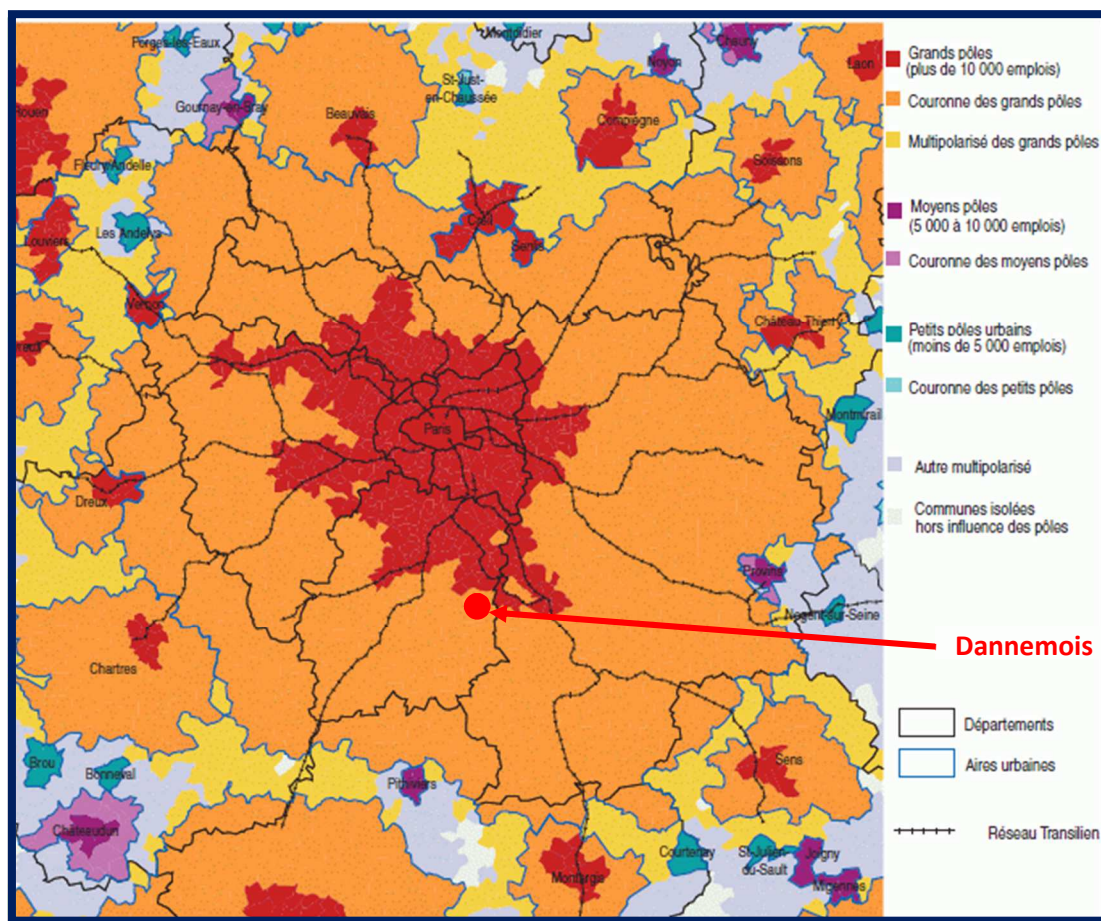 Forges-les-Eaux
Montdidier
Chauny
Noyon
Laon
St-Just-
en-Chaussée
Gournay-en-Bray
Beauvais
Compiègne
Rouen
Soissons
Fleury/Andelle
Creil
Louviers
Les Andelys
Senlis
Vernon
Château-Thierry
Montmirail
Paris
Dreux
Provins
Nogent-sur-Seine
Chartres
Brou
Bonneval
Pithiviers
Sens
Châteaudun
Courtenay
St-Julien-
du-Sault
Joigny
Montargis
Migennes
Grands pôles
(plus de 10 000 emplois)
Couronne des grands pôles
Multipolarisé des grands pôles
Moyens pôles
(5 000 à 10 000 emplois)
Couronne des moyens pôles
Petits pôles urbains
(moins de 5 000 emplois)
Couronne des petits pôles
Autre multipolarisé
Communes isolées
hors influence des pôles
Dannemois
Départements
Aires urbaines
Réseau Transilien